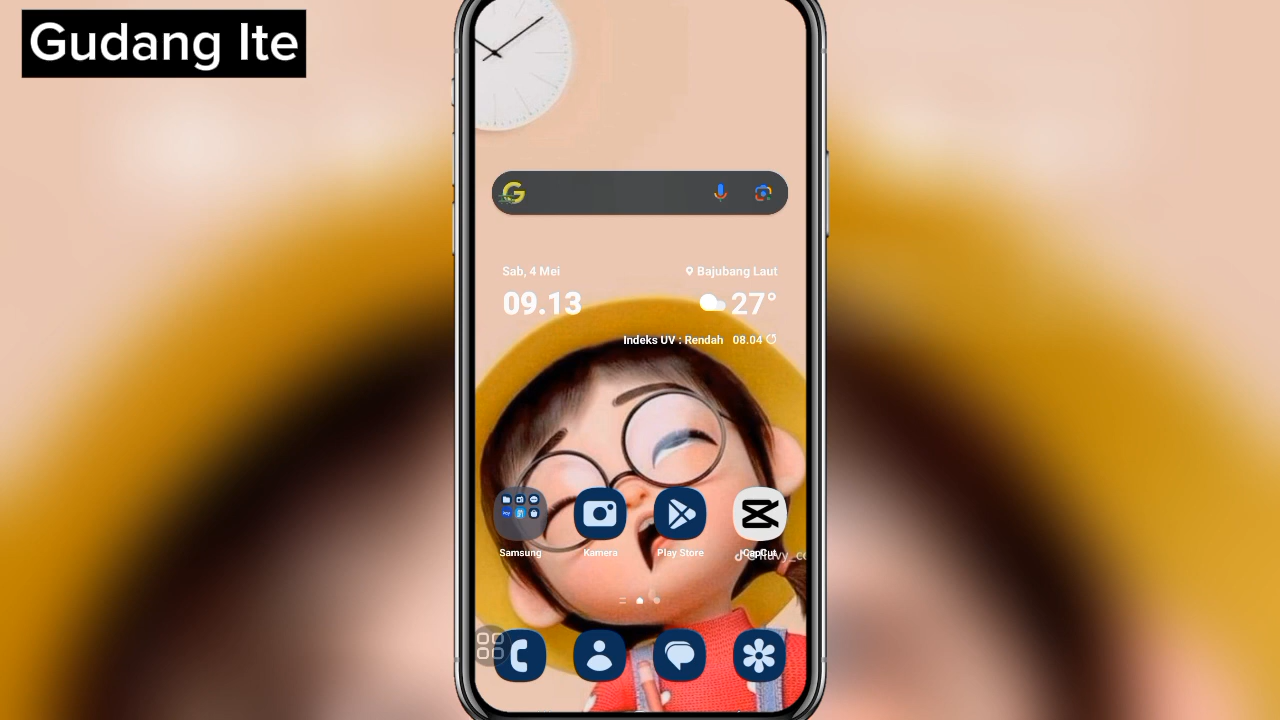 Gudang lte
Sab, 4 Mei
Bajubang Laut
09.13
27°
Indeks UV : Rendah 08.04
Samsung
Kamera
Play Store
CapCut